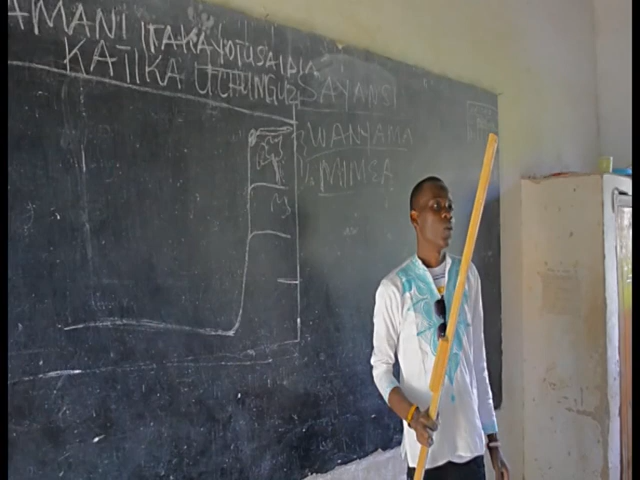 AMANI ITAKAYOTUSAIDIA
KATIKA UCHUNGUZI
SAYANSI
WANYAMA
MIMEA